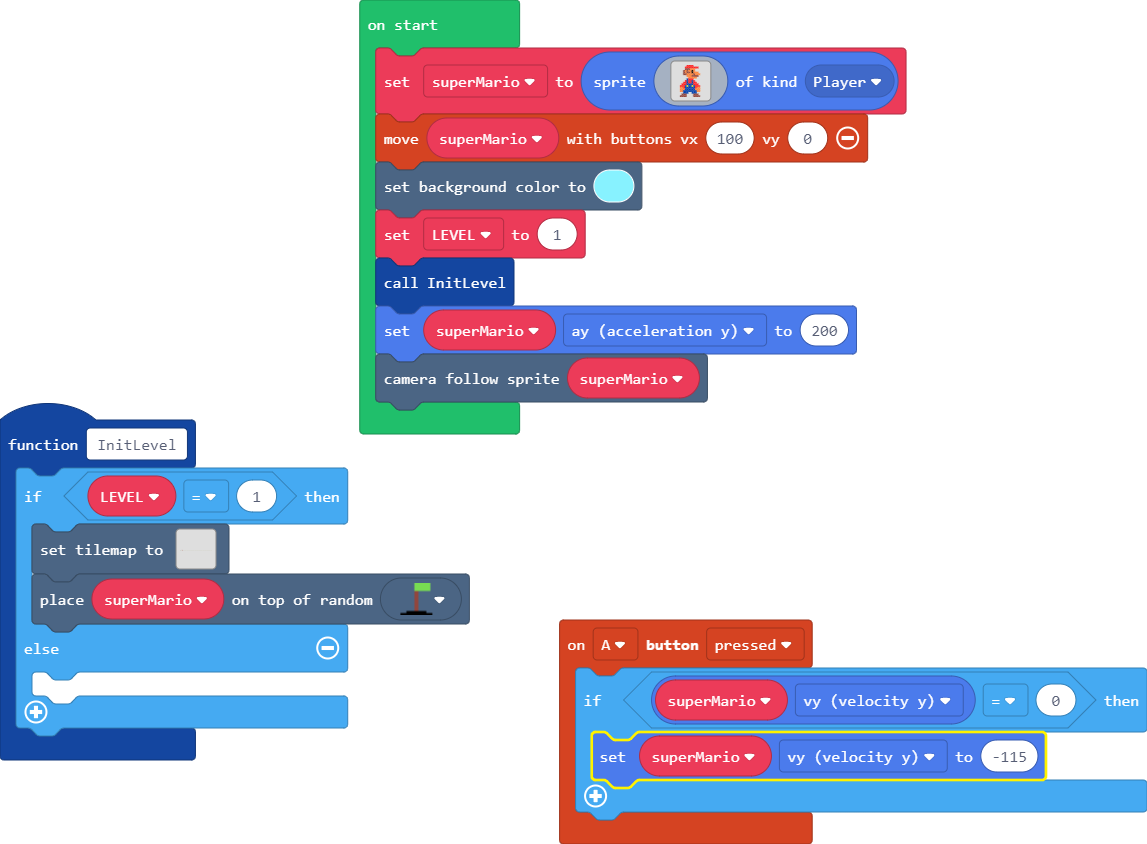 on start
set superMario to sprite of kind Player
move superMario with buttons vx 100 vy 0
set background color to
set LEVEL to 1
call InitLevel
set superMario ay (acceleration y) to 200
camera follow sprite superMario
function InitLevel
if LEVEL = 1 then
set tilemap to
place superMario on top of random
else
on A button pressed
if superMario vy (velocity y) = 0 then
set superMario vy (velocity y) to -115